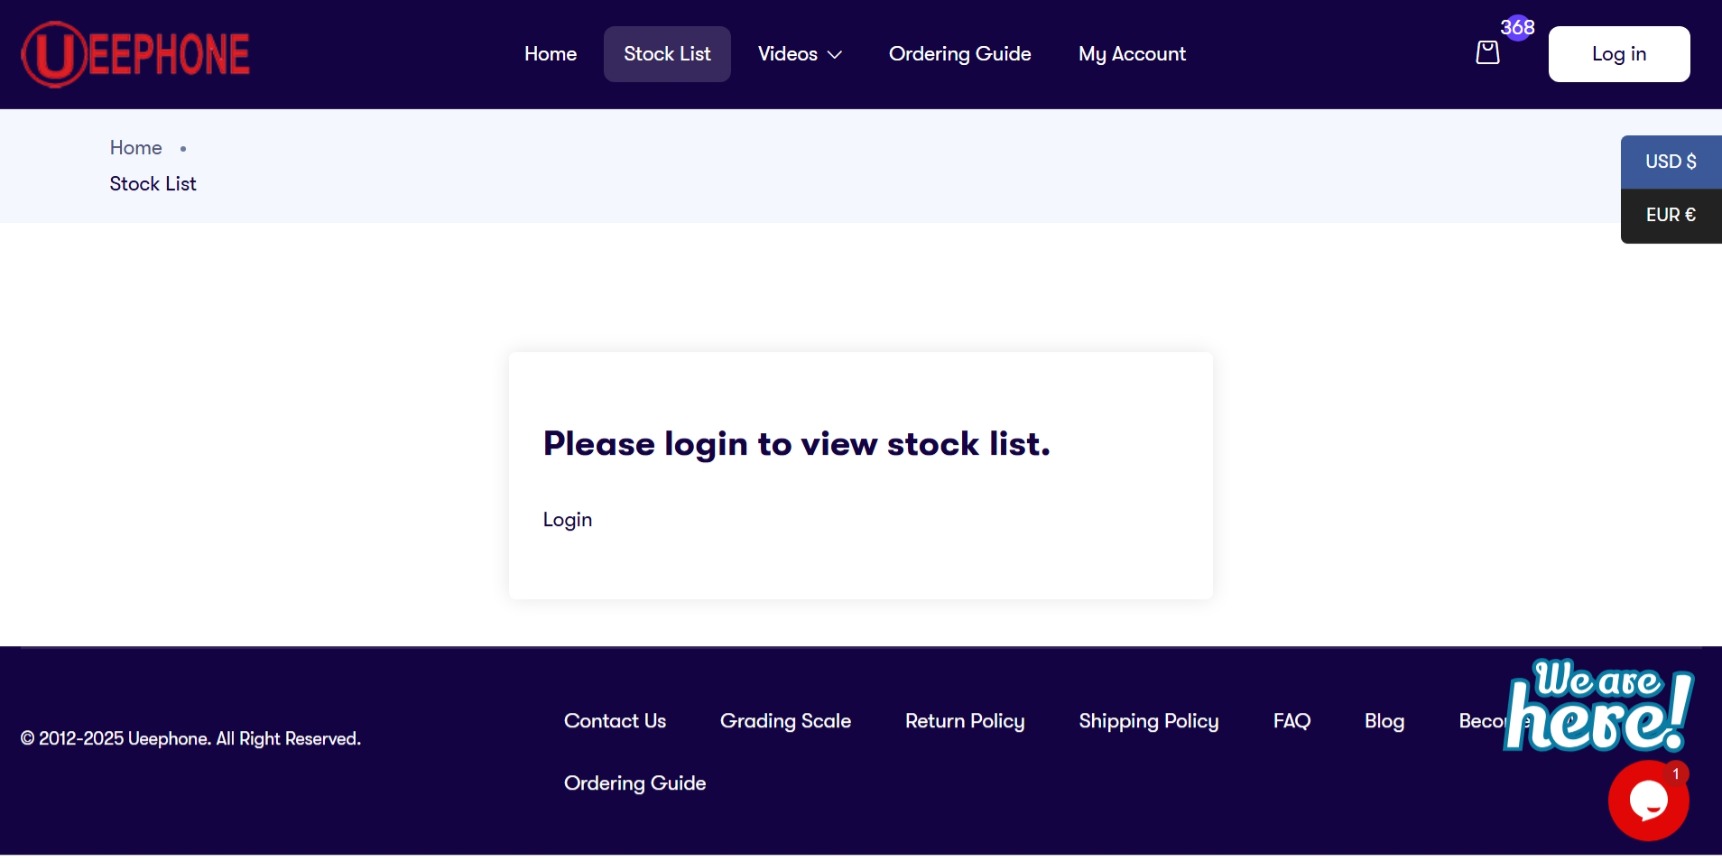 UEEPHONE
Home
Stock List
Videos
Ordering Guide
My Account
368
Log in
Home •
Stock List
USD $
EUR €
Please login to view stock list.
Login
© 2012-2025 Ueephone. All Right Reserved.
Contact Us
Grading Scale
Return Policy
Shipping Policy
FAQ
Blog
We are
here!
1
Ordering Guide